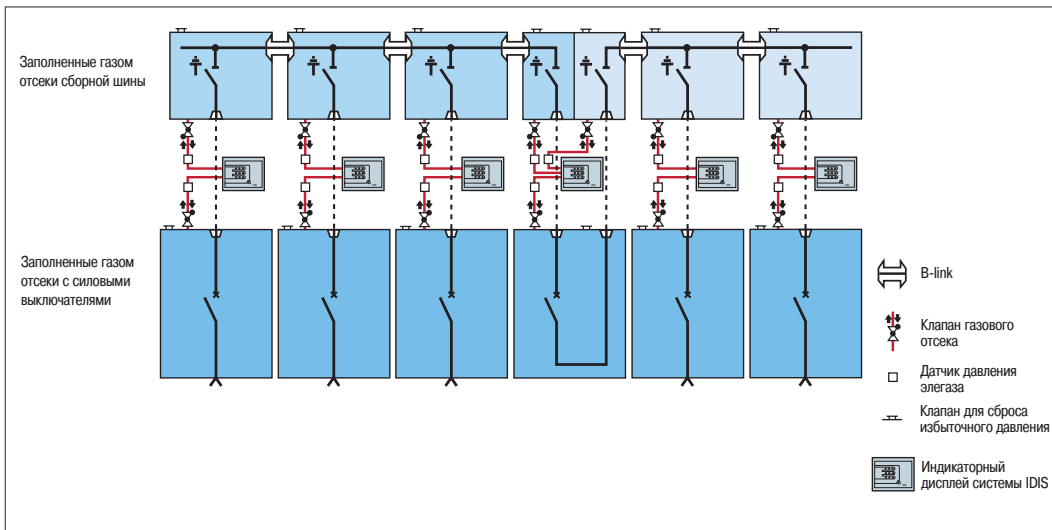 Заполненные газом
отсеки сборной шины
Заполненные газом
отсеки с силовыми
выключателями
B-link
Клапан газового
отсека
Датчик давления
элегаза
Клапан для сброса
избыточного давления
Индикаторный
дисплей системы IDIS